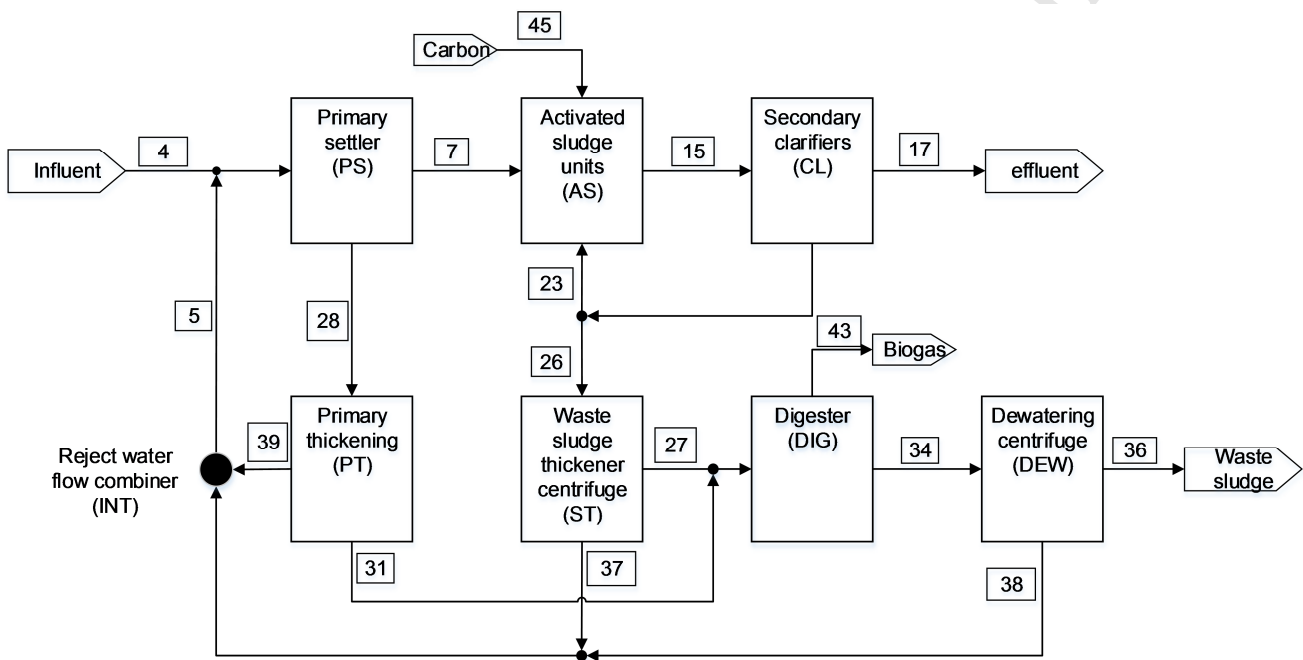 45
Carbon
Primary
settler
(PS)
Activated
sludge
units
(AS)
Secondary
clarifiers
(CL)
4
7
15
17
Influent
effluent
5
28
23
43
Biogas
26
Primary
thickening
(PT)
Waste
sludge
thickener
centrifuge
(ST)
Digester
(DIG)
Dewatering
centrifuge
(DEW)
39
27
34
36
Reject water
flow combiner
(INT)
Waste
sludge
31
37
38